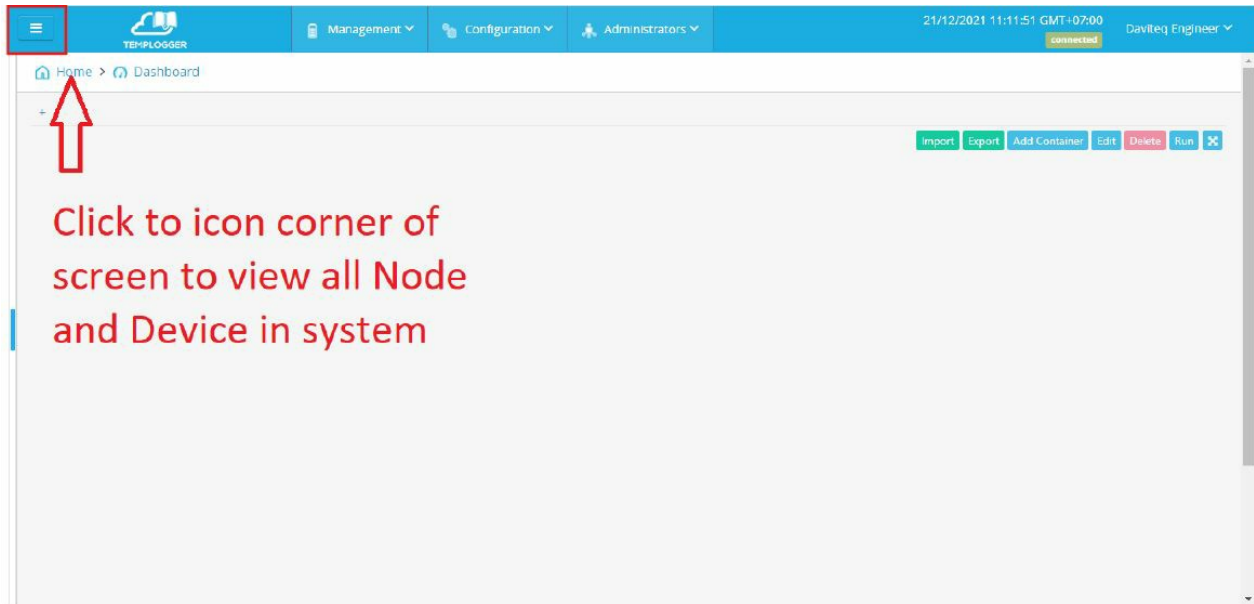 TEMPLOGGER
Management
Configuration
Administrators
21/12/2021 11:11:51 GMT+07:00
connected
Daviteq Engineer
Home > Dashboard
+
Import Export Add Container Edit Delete Run
Click to icon corner of
screen to view all Node
and Device in system